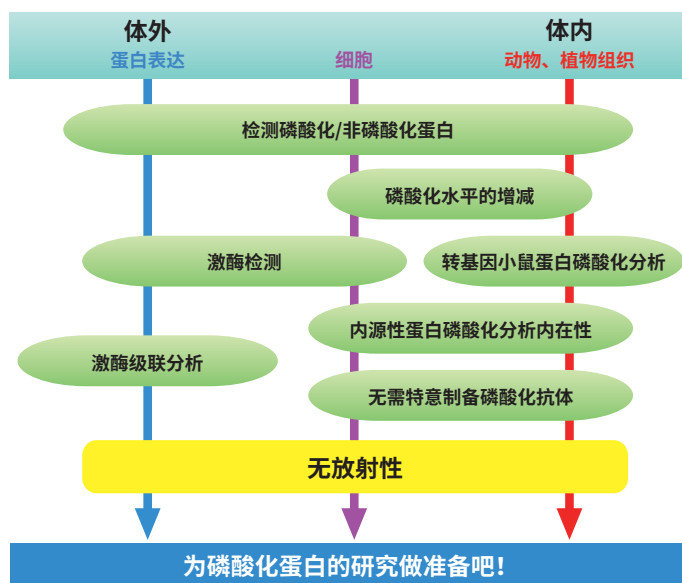 体外
体内
蛋白表达
细胞
动物、植物组织
检测磷酸化/非磷酸化蛋白
磷酸化水平的增减
激酶检测
转基因小鼠蛋白磷酸化分析
内源性蛋白磷酸化分析内在性
激酶级联分析
无需特意制备磷酸化抗体
无放射性
为磷酸化蛋白的研究做准备吧！